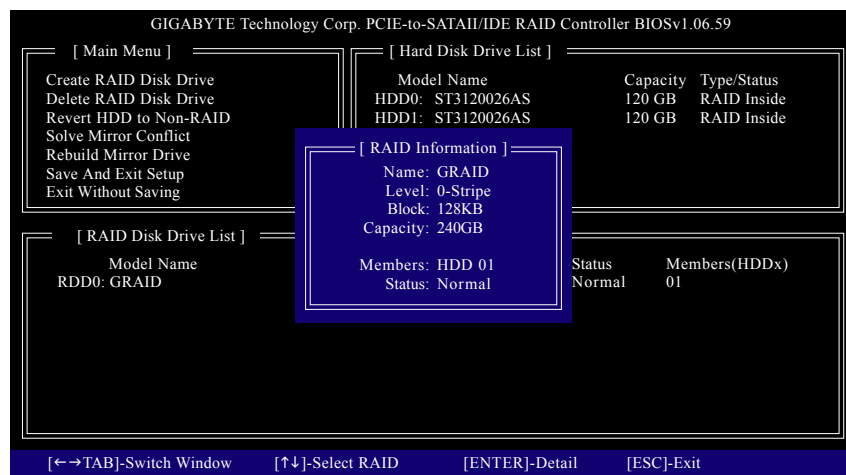 GIGABYTE Technology Corp. PCIE-to-SATAII/IDE RAID Controller BIOSv1.06.59
[ Main Menu ]
Create RAID Disk Drive
Delete RAID Disk Drive
Revert HDD to Non-RAID
Solve Mirror Conflict
Rebuild Mirror Drive
Save And Exit Setup
Exit Without Saving
[ Hard Disk Drive List ]
Model Name Capacity Type/Status
HDD0: ST3120026AS 120 GB RAID Inside
HDD1: ST3120026AS 120 GB RAID Inside
[ RAID Information ]
Name: GRAID
Level: 0-Stripe
Block: 128KB
Capacity: 240GB
Members: HDD 01
Status: Normal
[ RAID Disk Drive List ]
Model Name Status Members(HDDx)
RDD0: GRAID Normal 01
[←→TAB]-Switch Window [↑↓]-Select RAID [ENTER]-Detail [ESC]-Exit